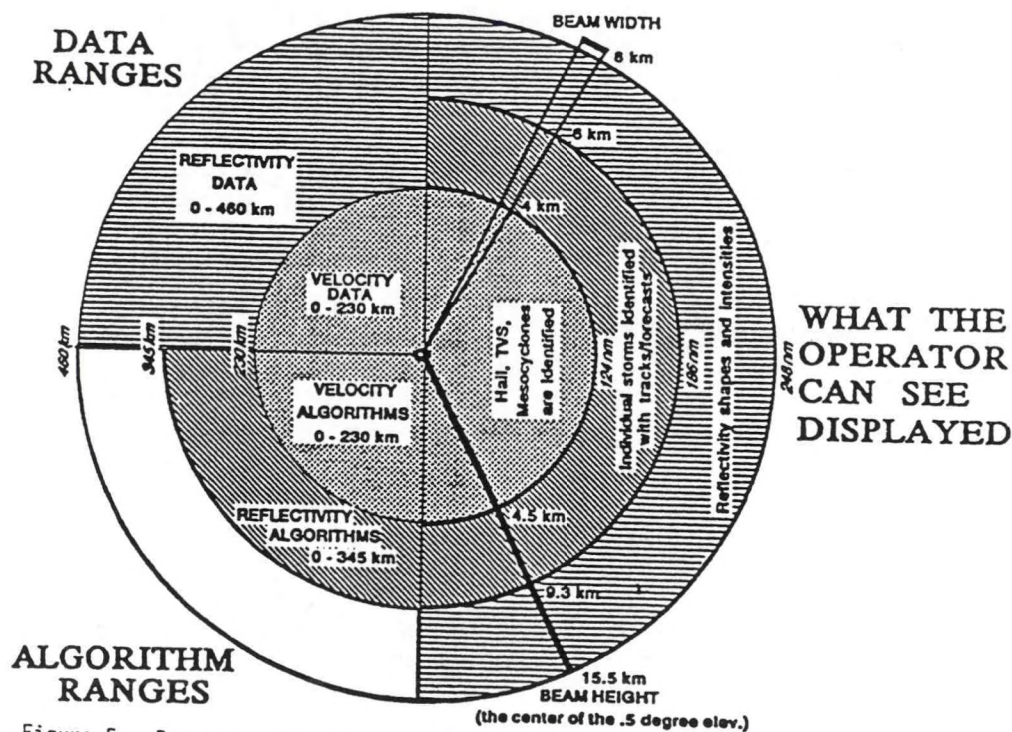 DATA
RANGES
BEAM WIDTH
8 km
6 km
4 km
REFLECTIVITY
DATA
0 - 460 km
VELOCITY
DATA
0 - 230 km
460 km
345 km
230 km
Hail, TVS,
Mesocyclones
are Identified
124 nm
Individual storms Identified
with tracks/forecasts
186 nm
Reflectivity shapes and intensities
248 nm
WHAT THE
OPERATOR
CAN SEE
DISPLAYED
VELOCITY
ALGORITHMS
0 - 230 km
REFLECTIVITY
ALGORITHMS
0 - 345 km
4.5 km
9.3 km
15.5 km
BEAM HEIGHT
(the center of the .5 degree elev.)
ALGORITHM
RANGES
Figure 5